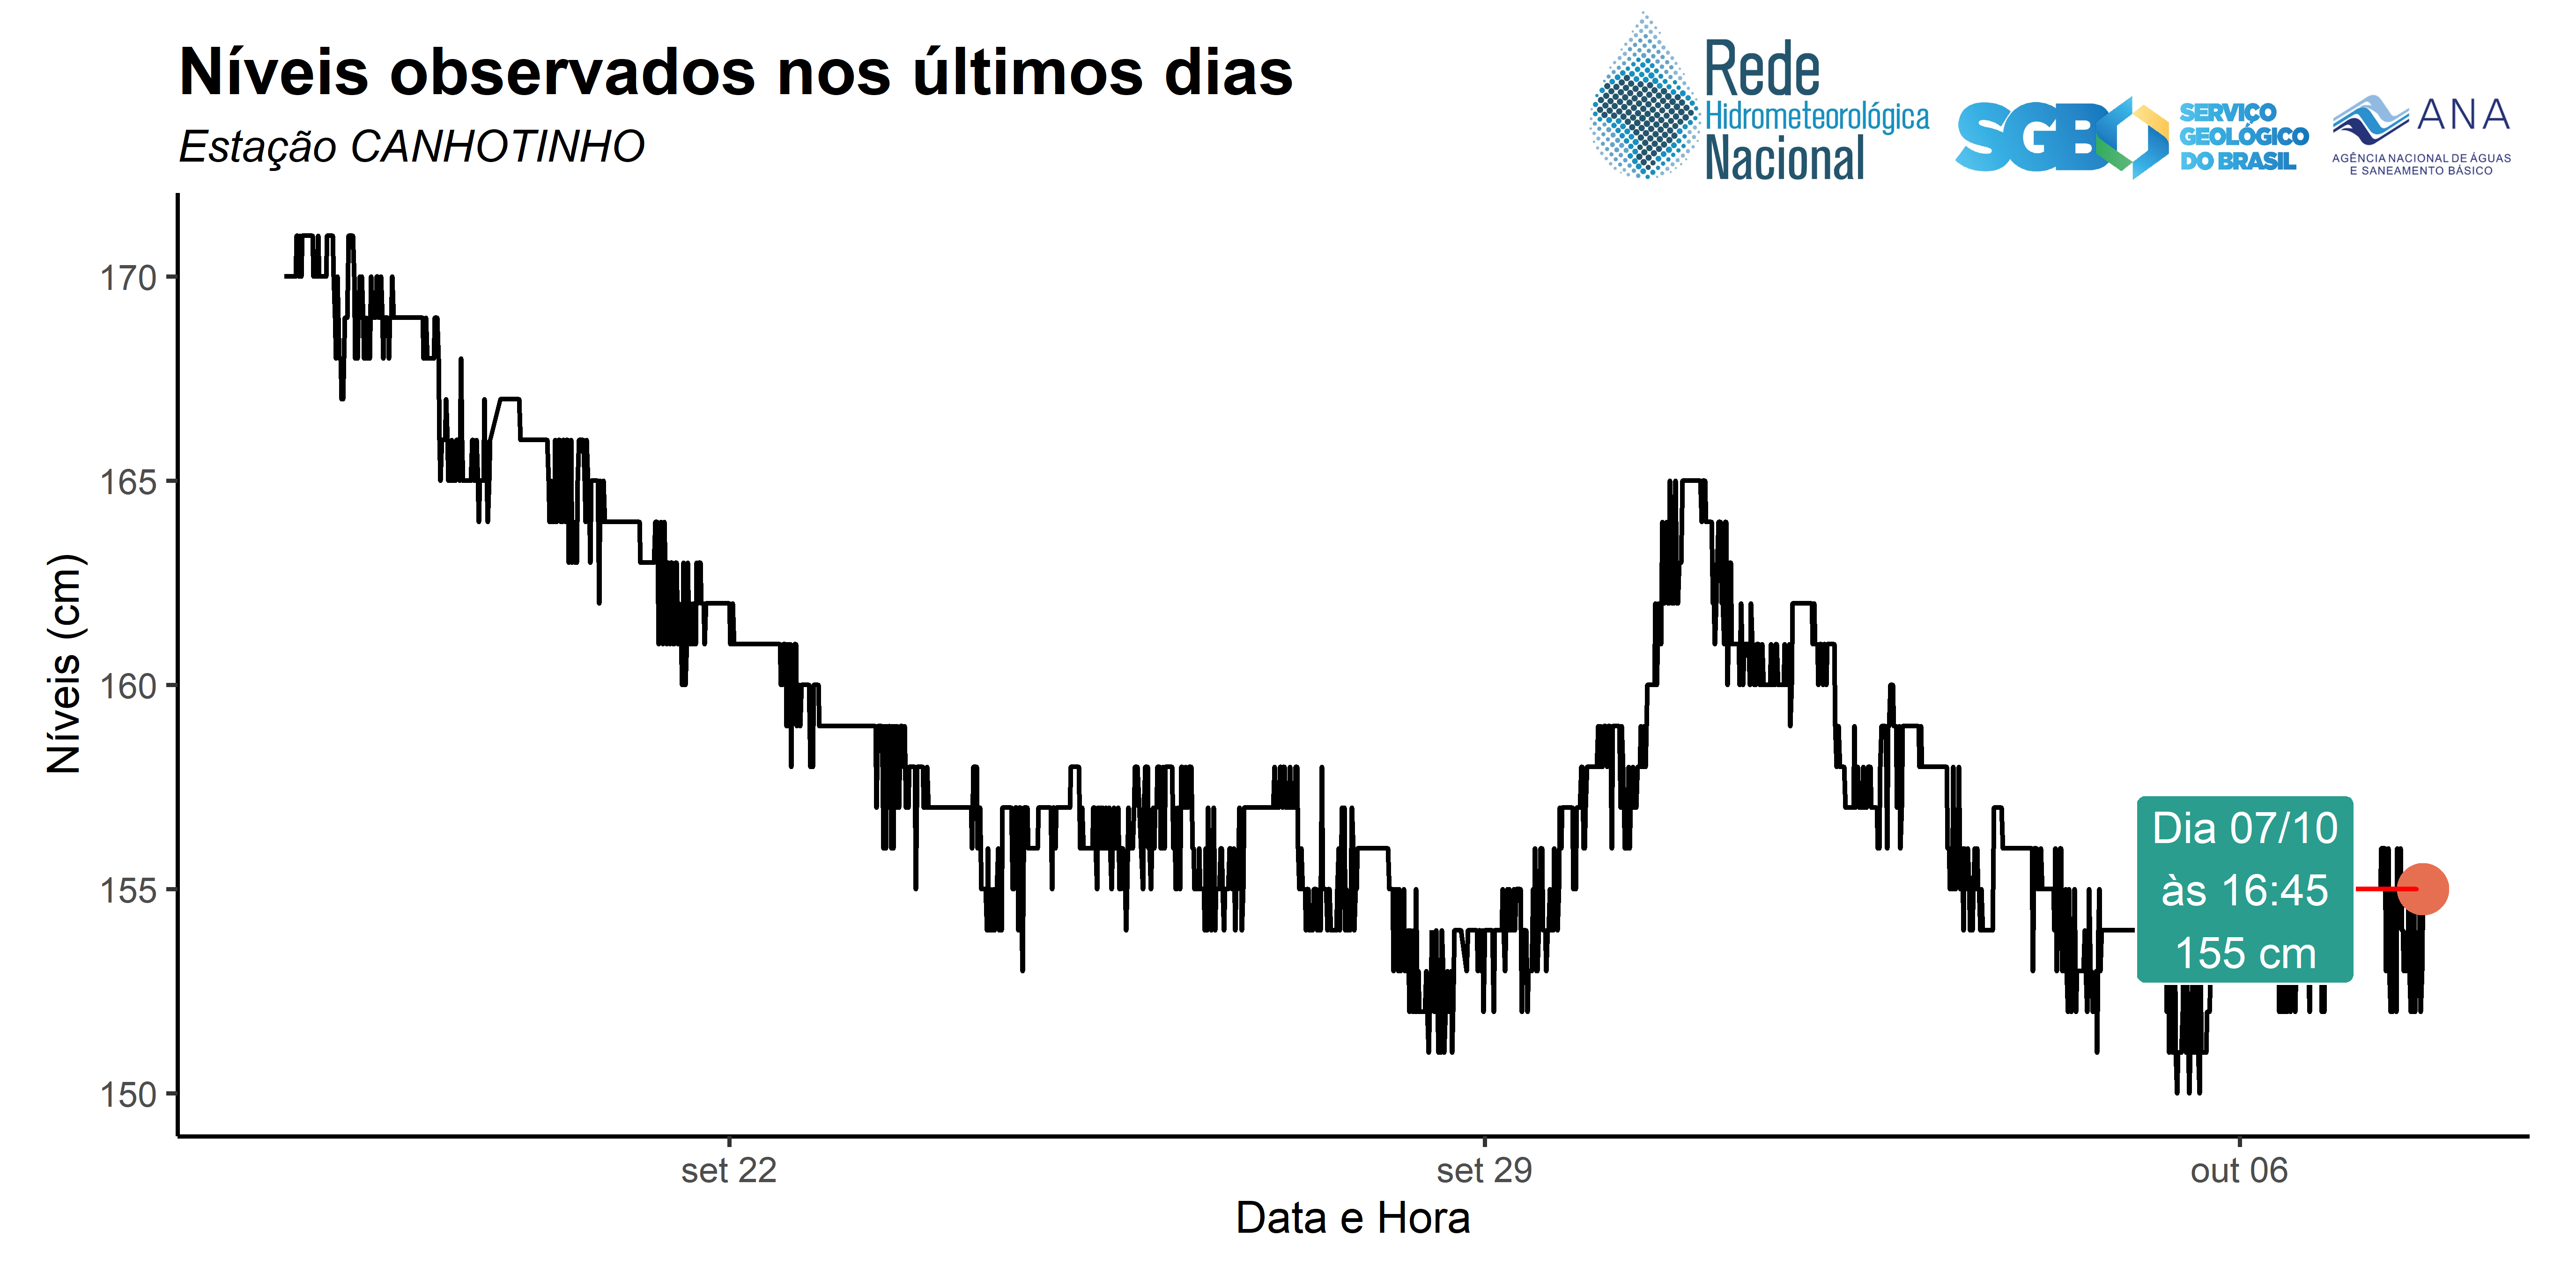 Níveis observados nos últimos dias
Estação CANHOTINHO
Rede
Hidrometeorológica
Nacional
SGB
SERVIÇO
GEOLÓGICO
DO BRASIL
ANA
AGÊNCIA NACIONAL DE ÁGUAS
E SANEAMENTO BÁSICO
Níveis (cm)
170
165
160
155
150
Dia 07/10
às 16:45
155 cm
set 22
set 29
out 06
Data e Hora